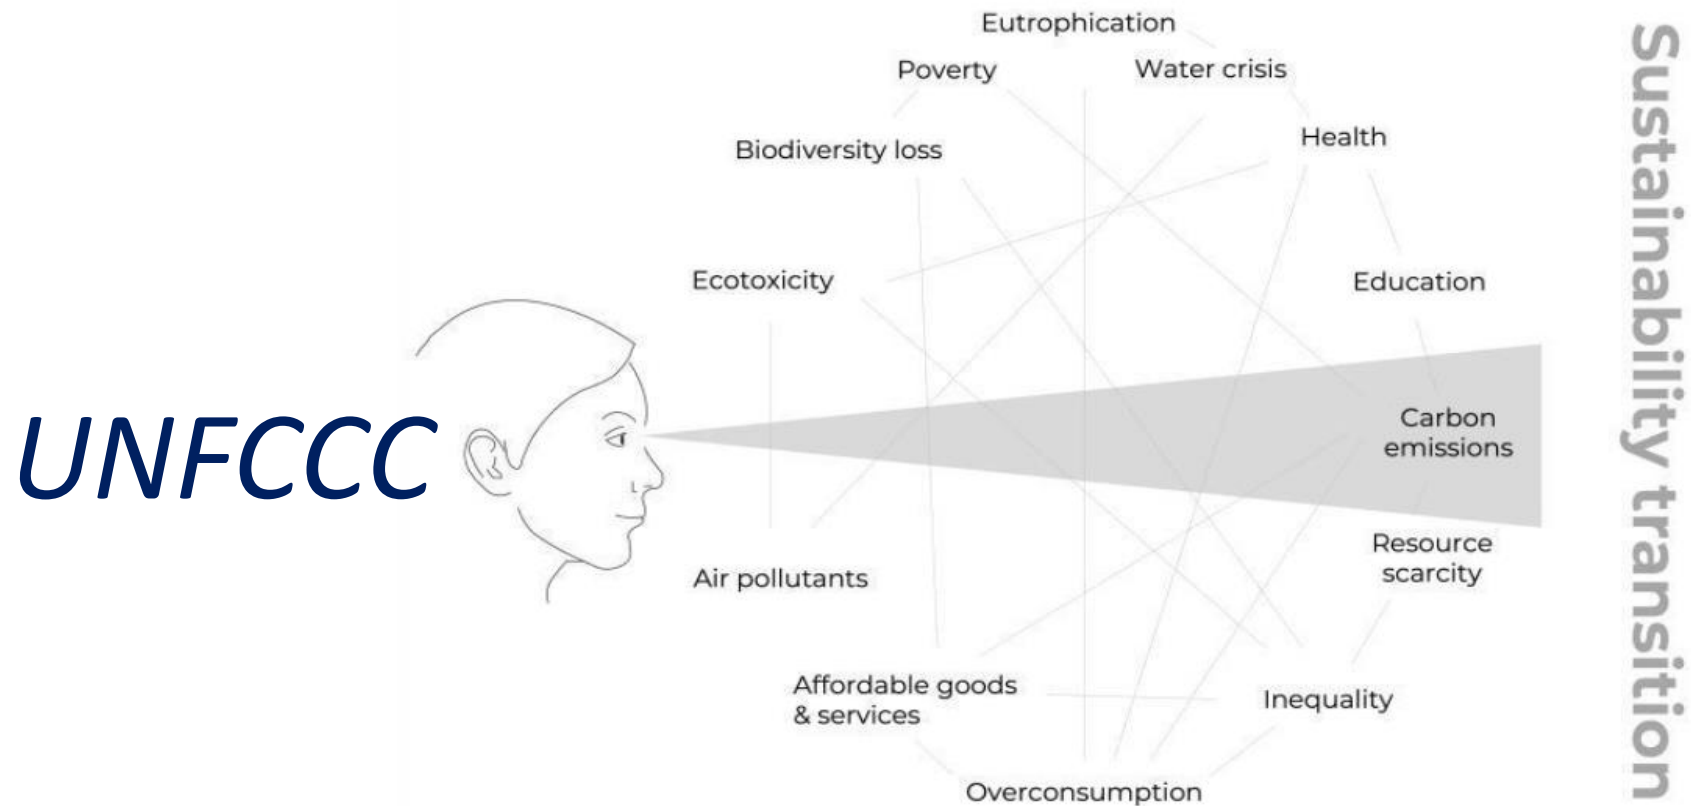 Eutrophication
Poverty
Water crisis
Health
Biodiversity loss
Ecotoxicity
Education
UNFCCC
Carbon
emissions
Resource
scarcity
Air pollutants
Affordable goods
& services
Inequality
Overconsumption
Sustainability transition